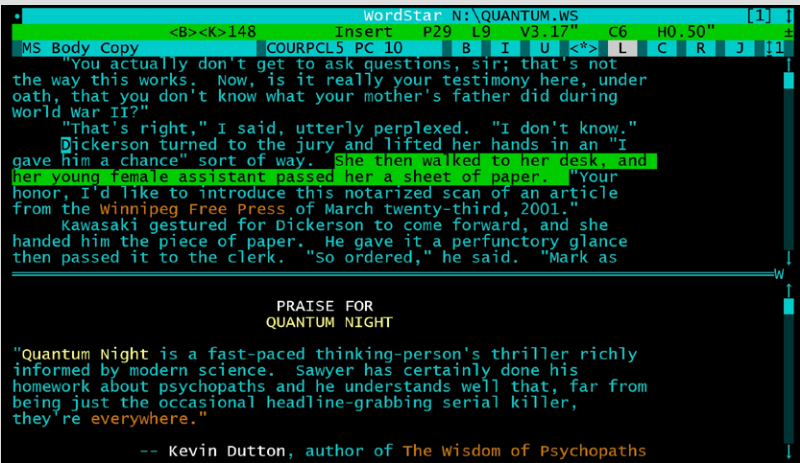 WordStar N:\QUANTUM.WS [1] ↕
<B><K>148 Insert P29 L9 V3.17" C6 H0.50" ±
MS Body Copy COURPCL5 PC 10 B I U <*> L C R J ↕1
"You actually don't get to ask questions, sir; that's not
the way this works. Now, is it really your testimony here, under
oath, that you don't know what your mother's father did during
World War II?"
"That's right," I said, utterly perplexed. "I don't know."
Dickerson turned to the jury and lifted her hands in an "I
gave him a chance" sort of way. She then walked to her desk, and
her young female assistant passed her a sheet of paper. "Your
honor, I'd like to introduce this notarized scan of an article
from the Winnipeg Free Press of March twenty-third, 2001."
Kawasaki gestured for Dickerson to come forward, and she
handed him the piece of paper. He gave it a perfunctory glance
then passed it to the clerk. "So ordered," he said. "Mark as
W
PRAISE FOR
QUANTUM NIGHT
"Quantum Night is a fast-paced thinking-person's thriller richly
informed by modern science. Sawyer has certainly done his
homework about psychopaths and he understands well that, far from
being just the occasional headline-grabbing serial killer,
they're everywhere."
-- Kevin Dutton, author of The Wisdom of Psychopaths